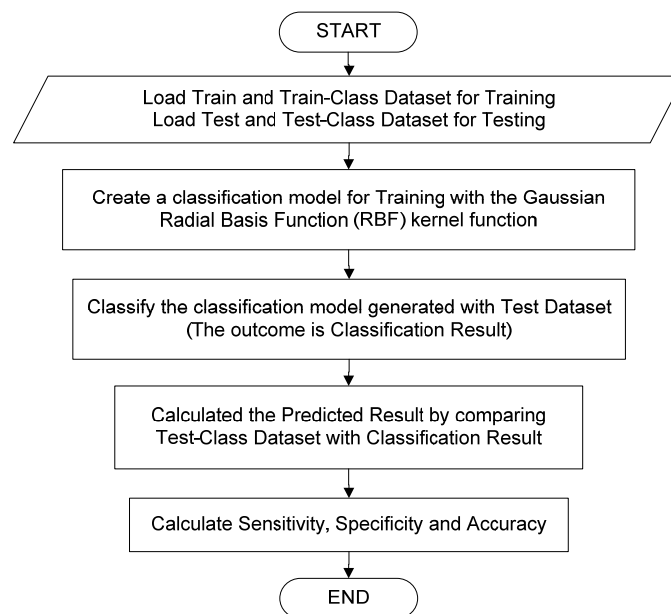 START
Load Train and Train-Class Dataset for Training
Load Test and Test-Class Dataset for Testing
Create a classification model for Training with the Gaussian
Radial Basis Function (RBF) kernel function
Classify the classification model generated with Test Dataset
(The outcome is Classification Result)
Calculated the Predicted Result by comparing
Test-Class Dataset with Classification Result
Calculate Sensitivity, Specificity and Accuracy
END